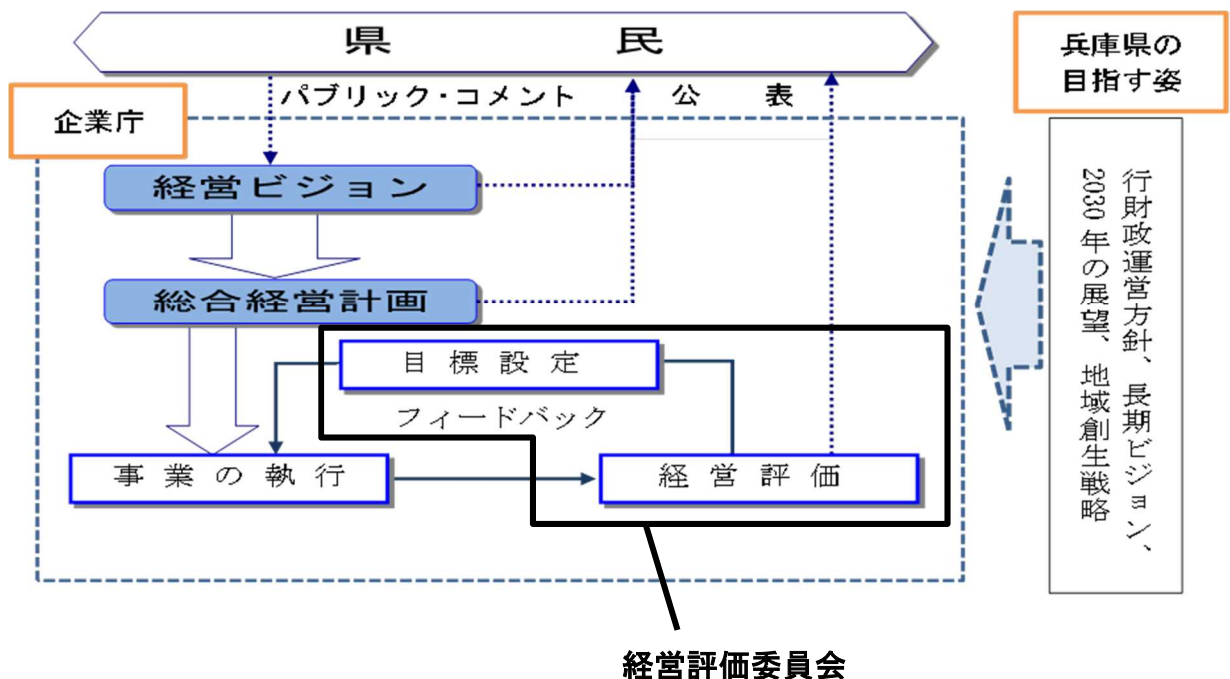 県 民
兵庫県の
目指す姿
パブリック・コメント 公 表
企業庁
経営ビジョン
総合経営計画
目 標 設 定
フィードバック
事 業 の 執 行
経 営 評 価
行財政運営方針、長期ビジョン、
2030 年の展望、地域創生戦略
経営評価委員会